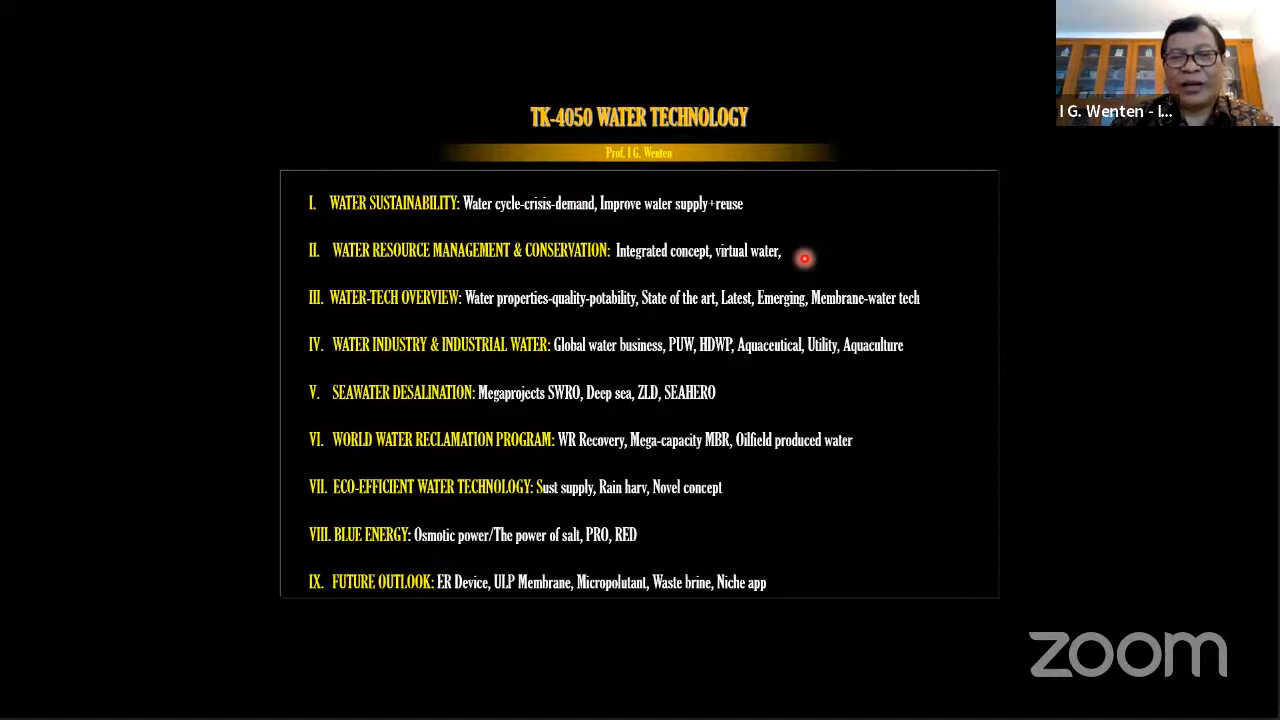 I G. Wenten - I...
TK-4050 WATER TECHNOLOGY
Prof. I G. Wenten
I. WATER SUSTAINABILITY: Water cycle-crisis-demand, Improve water supply+reuse
II. WATER RESOURCE MANAGEMENT & CONSERVATION: Integrated concept, virtual water,
III. WATER-TECH OVERVIEW: Water properties-quality-potability, State of the art, Latest, Emerging, Membrane-water tech
IV. WATER INDUSTRY & INDUSTRIAL WATER: Global water business, PUW, HDWP, Aquaceutical, Utility, Aquaculture
V. SEAWATER DESALINATION: Megaprojects SWRO, Deep sea, ZLD, SEAHERO
VI. WORLD WATER RECLAMATION PROGRAM: WR Recovery, Mega-capacity MBR, Oilfield produced water
VII. ECO-EFFICIENT WATER TECHNOLOGY: Sust supply, Rain harv, Novel concept
VIII. BLUE ENERGY: Osmotic power/The power of salt, PRO, RED
IX. FUTURE OUTLOOK: ER Device, ULP Membrane, Micropolutant, Waste brine, Niche app
zoom